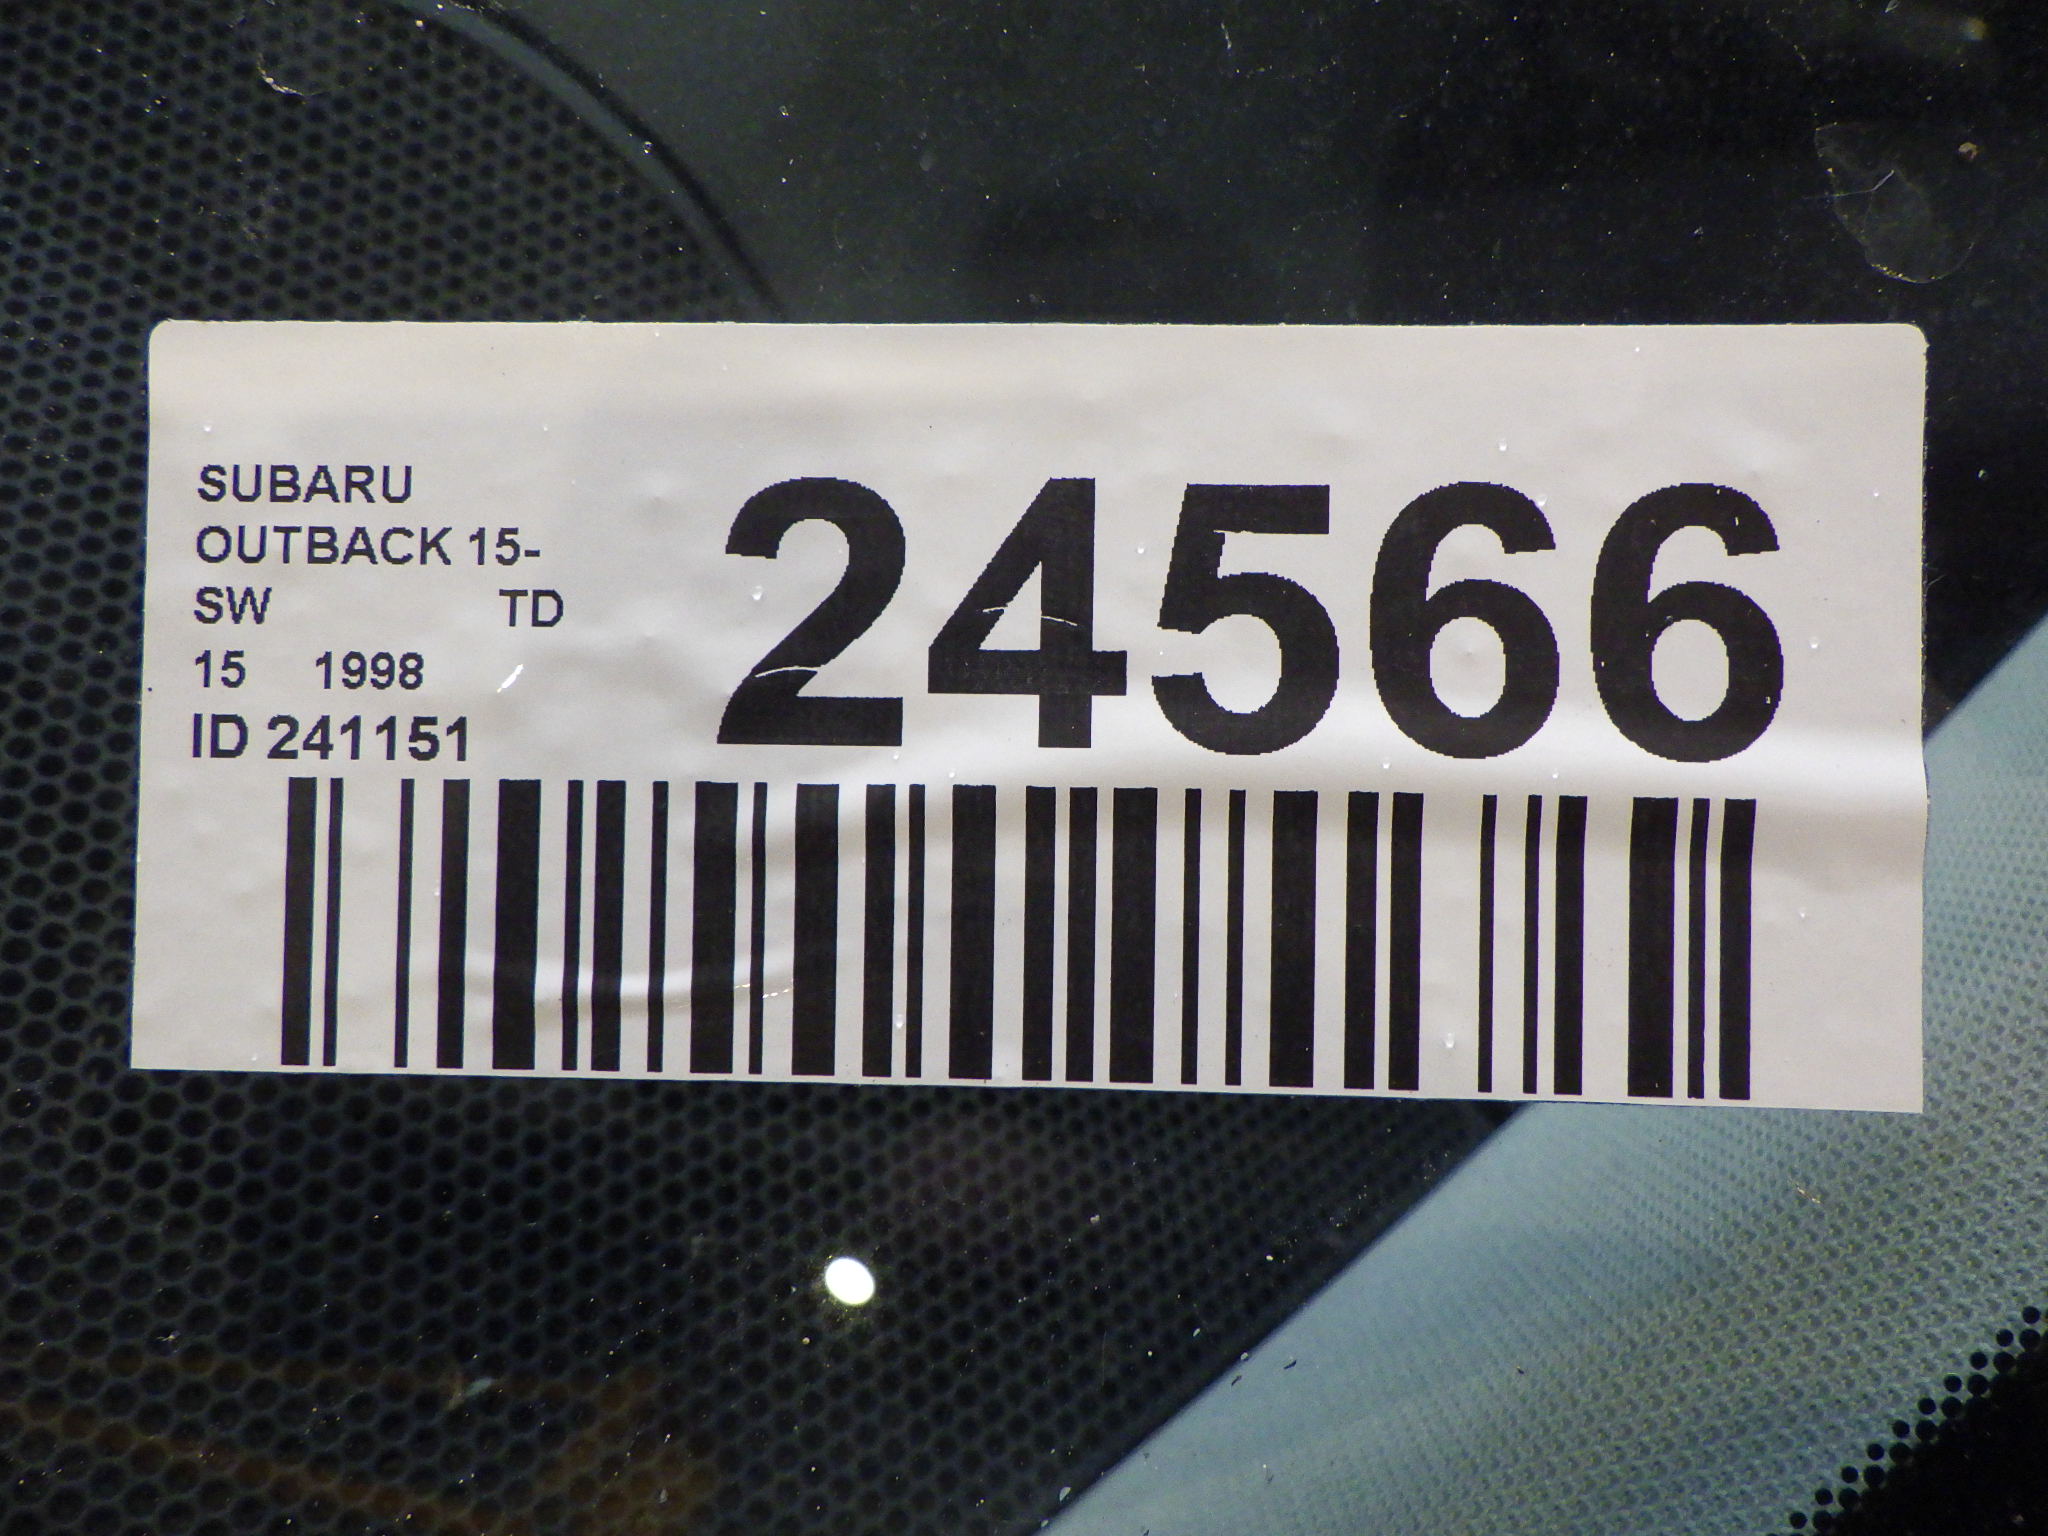 SUBARU
OUTBACK 15-
SW TD
15 1998
ID 241151
24566